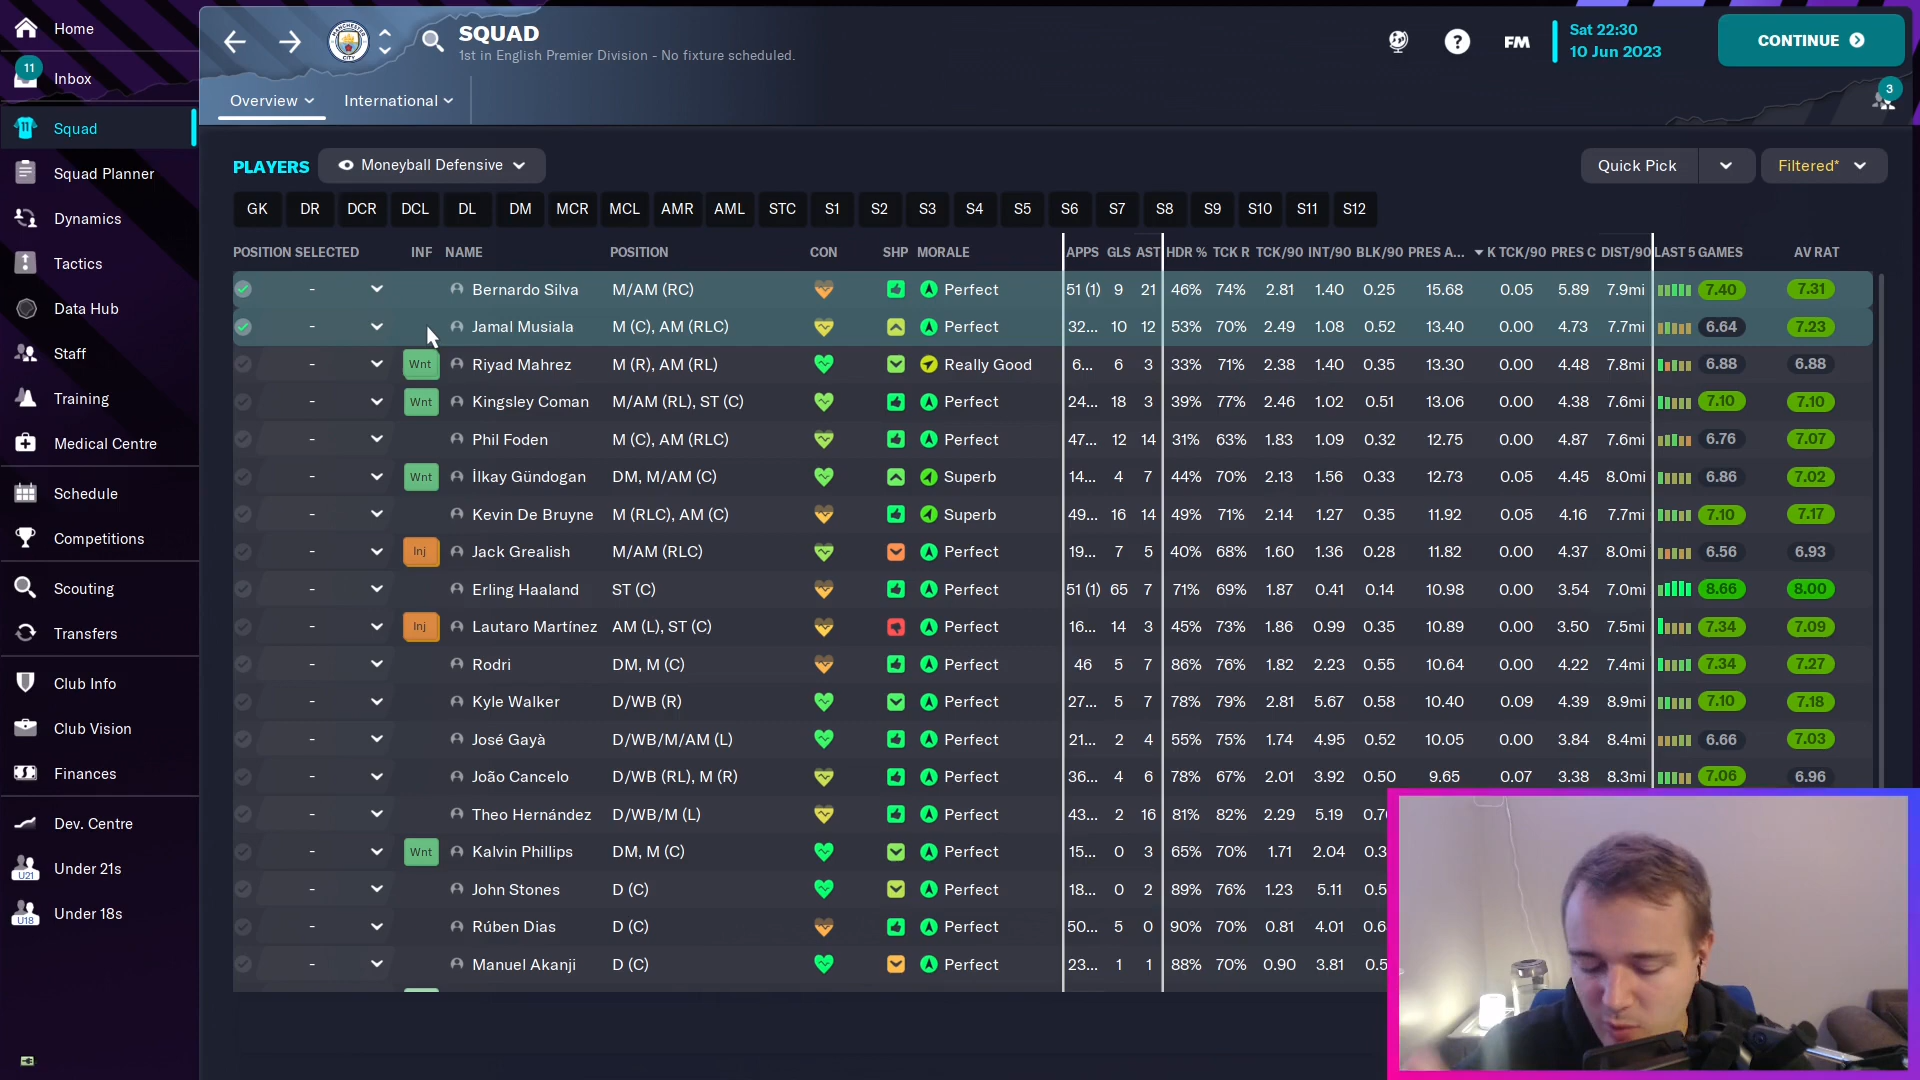 Home
11
Inbox
Squad
Squad Planner
Dynamics
Tactics
Data Hub
Staff
Training
Medical Centre
Schedule
Competitions
Scouting
Transfers
Club Info
Club Vision
Finances
Dev. Centre
U21 Under 21s
U18 Under 18s
MANCHESTER CITY
SQUAD
1st in English Premier Division - No fixture scheduled.
? FM Sat 22:30
10 Jun 2023
CONTINUE
Overview International
3
PLAYERS Moneyball Defensive Quick Pick Filtered*
GK DR DCR DCL DL DM MCR MCL AMR AML STC S1 S2 S3 S4 S5 S6 S7 S8 S9 S10 S11 S12
POSITION SELECTED INF NAME POSITION CON SHP MORALE APPS GLS AST HDR % TCK R TCK/90 INT/90 BLK/90 PRES A... K TCK/90 PRES C DIST/90 LAST 5 GAMES AV RAT
- Bernardo Silva M/AM (RC) Perfect 51 (1) 9 21 46% 74% 2.81 1.40 0.25 15.68 0.05 5.89 7.9mi 7.40 7.31
- Jamal Musiala M (C), AM (RLC) Perfect 32... 10 12 53% 70% 2.49 1.08 0.52 13.40 0.00 4.73 7.7mi 6.64 7.23
- Wnt Riyad Mahrez M (R), AM (RL) Really Good 6... 6 3 33% 71% 2.38 1.40 0.35 13.30 0.00 4.48 7.8mi 6.88 6.88
- Wnt Kingsley Coman M/AM (RL), ST (C) Perfect 24... 18 3 39% 77% 2.46 1.02 0.51 13.06 0.00 4.38 7.6mi 7.10 7.10
- Phil Foden M (C), AM (RLC) Perfect 47... 12 14 31% 63% 1.83 1.09 0.32 12.75 0.00 4.87 7.6mi 6.76 7.07
- Wnt İlkay Gündogan DM, M/AM (C) Superb 14... 4 7 44% 70% 2.13 1.56 0.33 12.73 0.05 4.45 8.0mi 6.86 7.02
- Kevin De Bruyne M (RLC), AM (C) Superb 49... 16 14 49% 71% 2.14 1.27 0.35 11.92 0.05 4.16 7.7mi 7.10 7.17
- Inj Jack Grealish M/AM (RLC) Perfect 19... 7 5 40% 68% 1.60 1.36 0.28 11.82 0.00 4.37 8.0mi 6.56 6.93
- Erling Haaland ST (C) Perfect 51 (1) 65 7 71% 69% 1.87 0.41 0.14 10.98 0.00 3.54 7.0mi 8.66 8.00
- Inj Lautaro Martínez AM (L), ST (C) Perfect 16... 14 3 45% 73% 1.86 0.99 0.35 10.89 0.00 3.50 7.5mi 7.34 7.09
- Rodri DM, M (C) Perfect 46 5 7 86% 76% 1.82 2.23 0.55 10.64 0.00 4.22 7.4mi 7.34 7.27
- Kyle Walker D/WB (R) Perfect 27... 5 7 78% 79% 2.81 5.67 0.58 10.40 0.09 4.39 8.9mi 7.10 7.18
- José Gayà D/WB/M/AM (L) Perfect 21... 2 4 55% 75% 1.74 4.95 0.52 10.05 0.00 3.84 8.4mi 6.66 7.03
- João Cancelo D/WB (RL), M (R) Perfect 36... 4 6 78% 67% 2.01 3.92 0.50 9.65 0.07 3.38 8.3mi 7.06 6.96
- Theo Hernández D/WB/M (L) Perfect 43... 2 16 81% 82% 2.29 5.19
- Wnt Kalvin Phillips DM, M (C) Perfect 15... 0 3 65% 70% 1.71 2.04 0.3
- John Stones D (C) Perfect 18... 0 2 89% 76% 1.23 5.11 0.5
- Rúben Dias D (C) Perfect 50... 5 0 90% 70% 0.81 4.01 0.6
- Manuel Akanji D (C) Perfect 23... 1 1 88% 70% 0.90 3.81 0.5